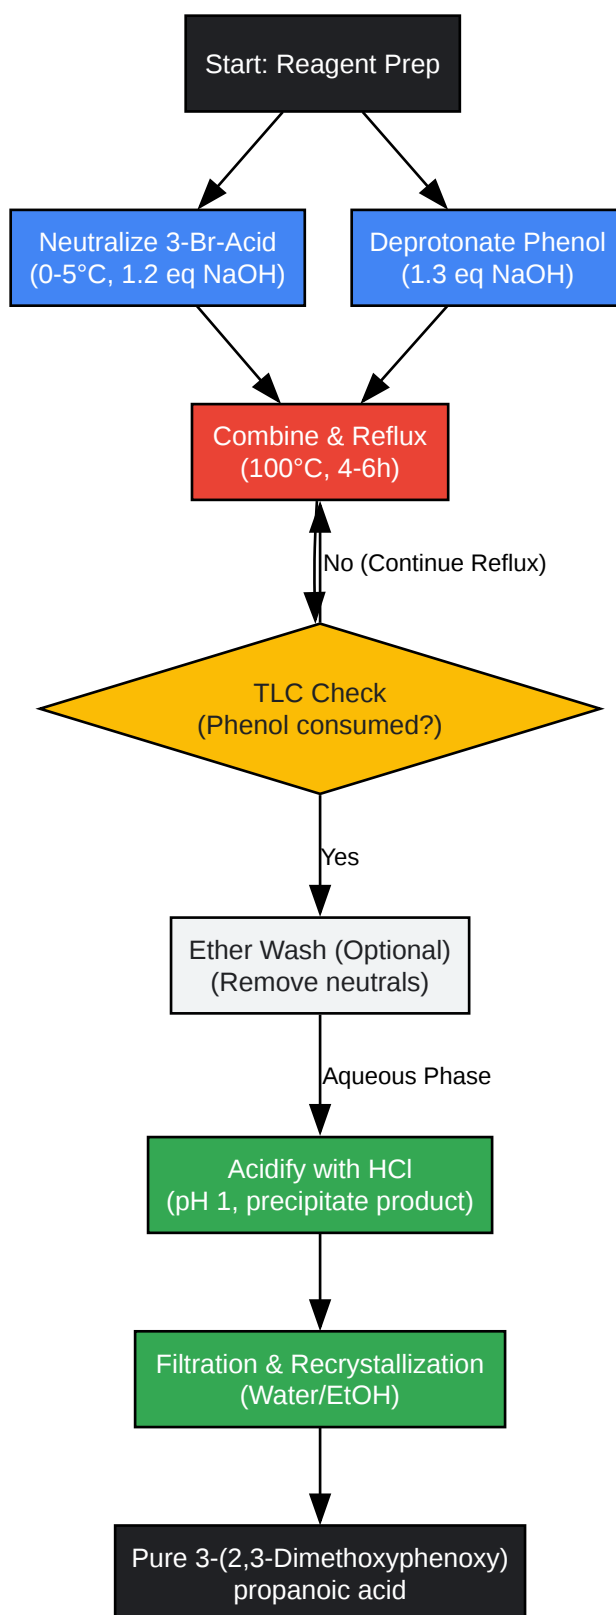 Start: Reagent Prep
Neutralize 3-Br-Acid
(0-5°C, 1.2 eq NaOH)
Deprotonate Phenol
(1.3 eq NaOH)
Combine & Reflux
(100°C, 4-6h)
No (Continue Reflux)
TLC Check
(Phenol consumed?)
Yes
Ether Wash (Optional)
(Remove neutrals)
Aqueous Phase
Acidify with HCl
(pH 1, precipitate product)
Filtration & Recrystallization
(Water/EtOH)
Pure 3-(2,3-Dimethoxyphenoxy)
propanoic acid